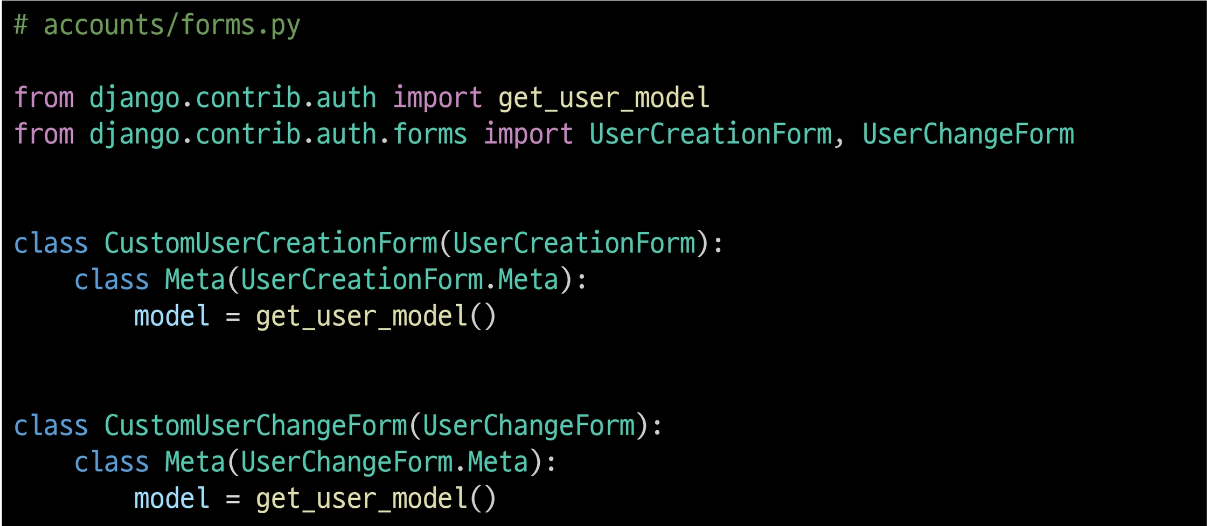 # accounts/forms.py
from django.contrib.auth import get_user_model
from django.contrib.auth.forms import UserCreationForm, UserChangeForm
class CustomUserCreationForm(UserCreationForm):
    class Meta(UserCreationForm.Meta):
        model = get_user_model()
class CustomUserChangeForm(UserChangeForm):
    class Meta(UserChangeForm.Meta):
        model = get_user_model()